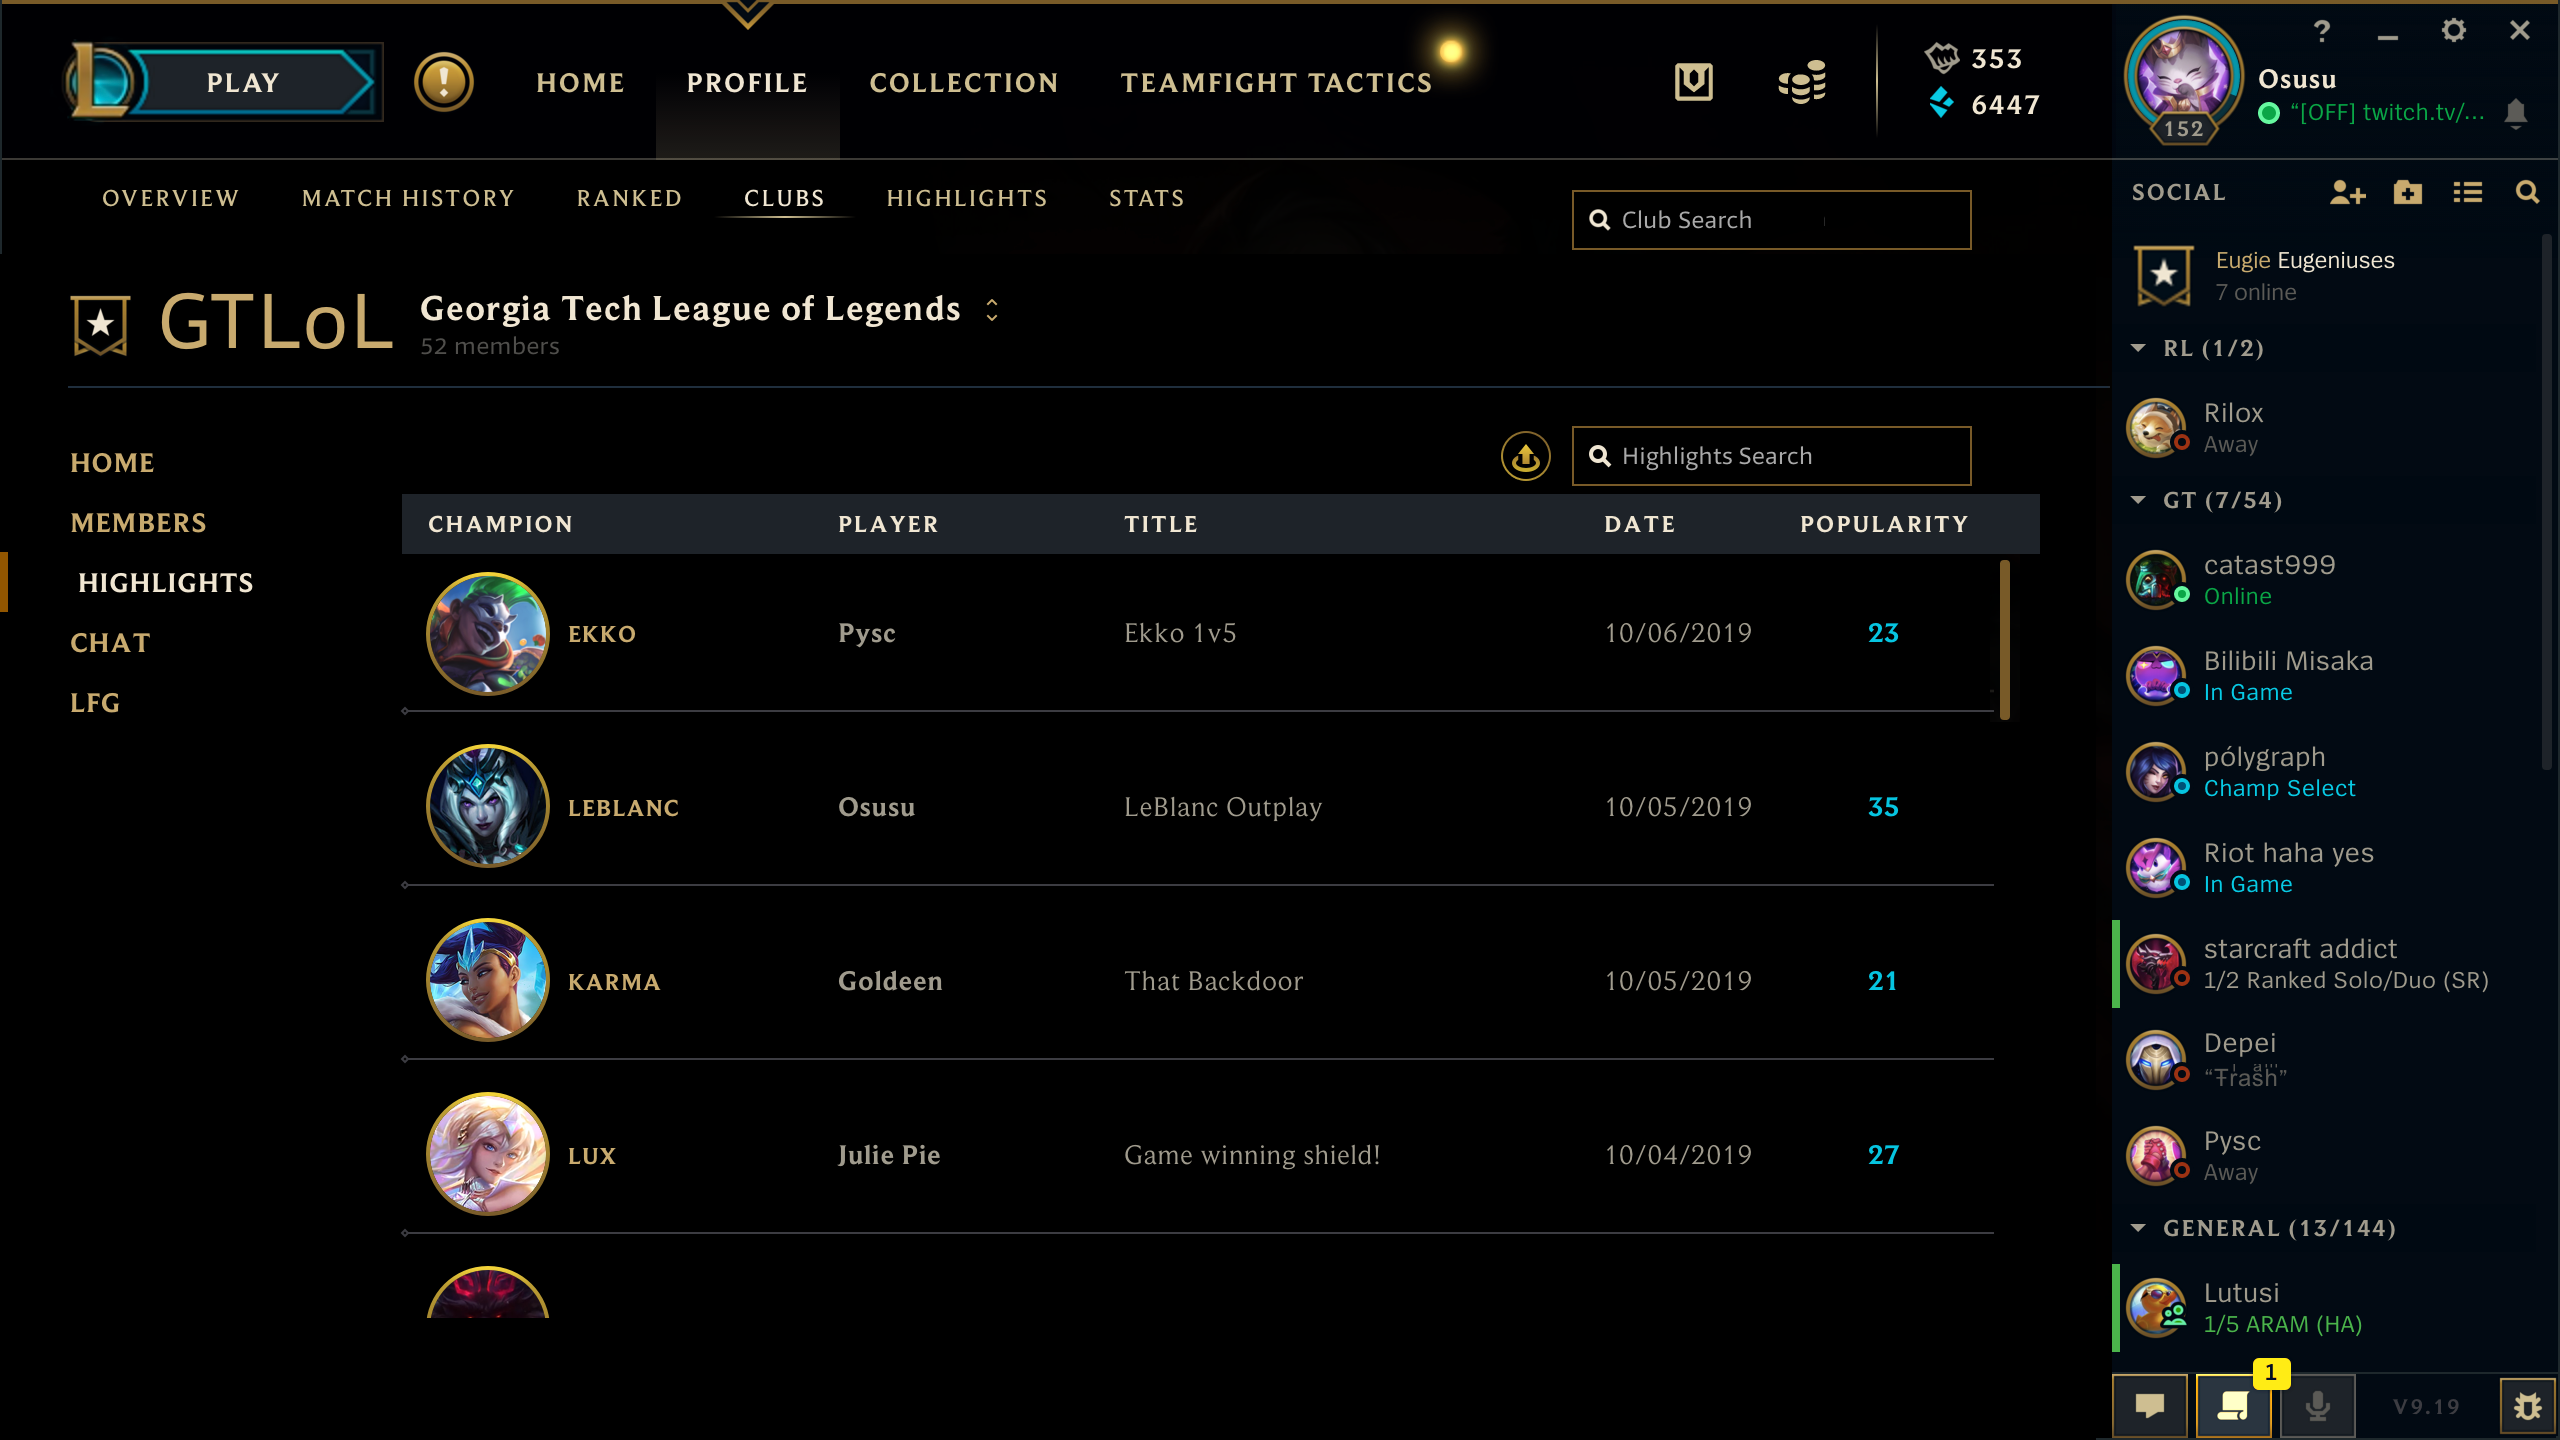 PLAY
HOME
PROFILE
COLLECTION
TEAMFIGHT TACTICS
353
6447
152
Osusu
“[OFF] twitch.tv/...
OVERVIEW
MATCH HISTORY
RANKED
CLUBS
HIGHLIGHTS
STATS
Club Search
GTLoL
Georgia Tech League of Legends
52 members
HOME
MEMBERS
HIGHLIGHTS
CHAT
LFG
Highlights Search
CHAMPION PLAYER TITLE DATE POPULARITY
EKKO Pysc Ekko 1v5 10/06/2019 23
LEBLANC Osusu LeBlanc Outplay 10/05/2019 35
KARMA Goldeen That Backdoor 10/05/2019 21
LUX Julie Pie Game winning shield! 10/04/2019 27
SOCIAL
Eugie Eugeniuses
7 online
RL (1/2)
Rilox
Away
GT (7/54)
catast999
Online
Bilibili Misaka
In Game
pólygraph
Champ Select
Riot haha yes
In Game
starcraft addict
1/2 Ranked Solo/Duo (SR)
Depei
Pysc
Away
GENERAL (13/144)
Lutusi
1/5 ARAM (HA)
1
V9.19